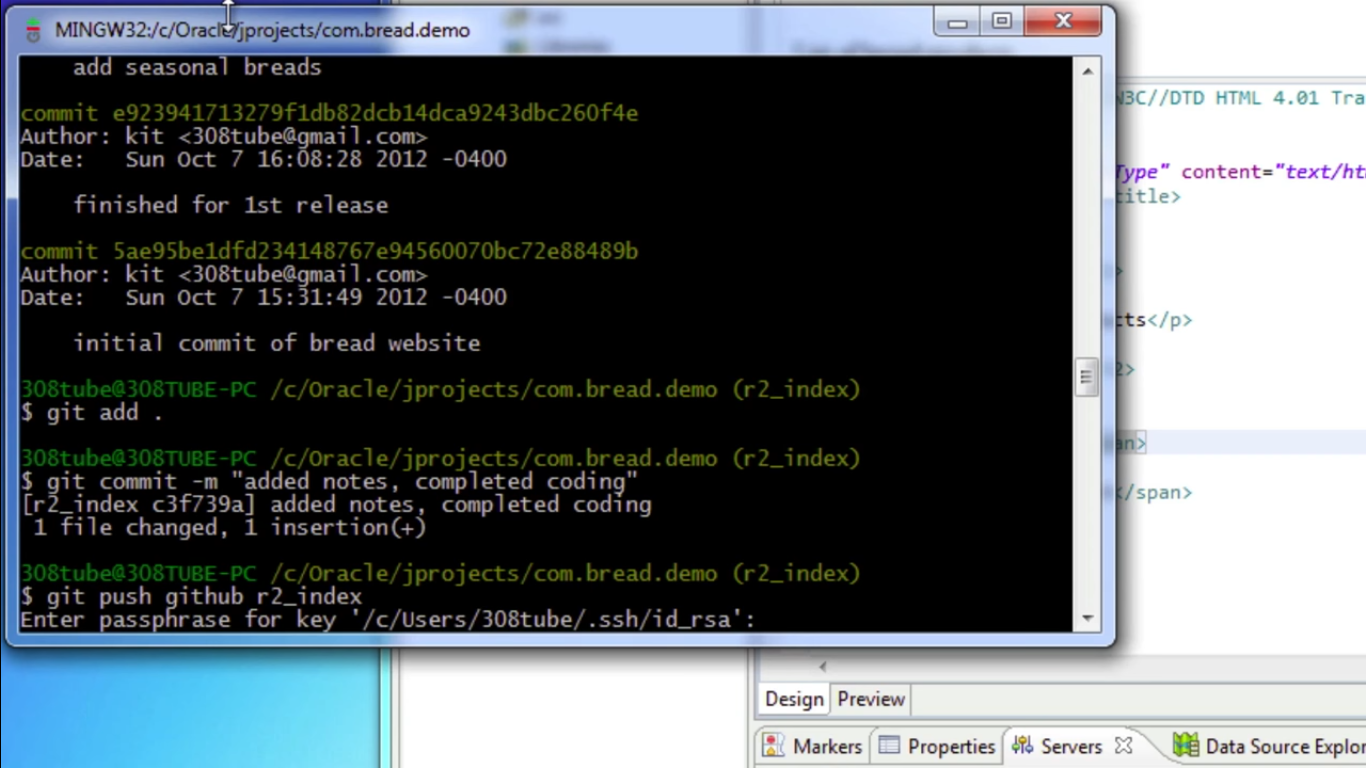 MINGW32:/c/Oracle/jprojects/com.bread.demo
add seasonal breads
commit e923941713279f1db82dcb14dca9243dbc260f4e
Author: kit <308tube@gmail.com>
Date:   Sun Oct 7 16:08:28 2012 -0400
finished for 1st release
commit 5ae95be1dfd234148767e94560070bc72e88489b
Author: kit <308tube@gmail.com>
Date:   Sun Oct 7 15:31:49 2012 -0400
initial commit of bread website
308tube@308TUBE-PC /c/Oracle/jprojects/com.bread.demo (r2_index)
$ git add .
308tube@308TUBE-PC /c/Oracle/jprojects/com.bread.demo (r2_index)
$ git commit -m "added notes, completed coding"
[r2_index c3f739a] added notes, completed coding
1 file changed, 1 insertion(+)
308tube@308TUBE-PC /c/Oracle/jprojects/com.bread.demo (r2_index)
$ git push github r2_index
Enter passphrase for key '/c/Users/308tube/.ssh/id_rsa':
W3C//DTD HTML 4.01 Tra
Type" content="text/ht
title>
>
cts</p>
2>
an>
</span>
Design Preview
Markers Properties Servers Data Source Explor